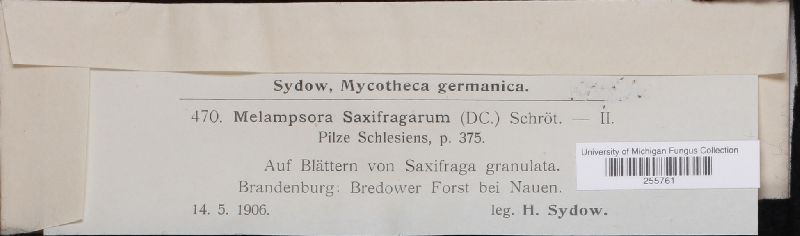 Sydow, Mycotheca germanica.
470. Melampsora Saxifragarum (DC.) Schröt. — II.
Pilze Schlesiens, p. 375.
Auf Blättern von Saxifraga granulata.
Brandenburg: Bredower Forst bei Nauen.
14. 5. 1906. leg. H. Sydow.
University of Michigan Fungus Collection
255761